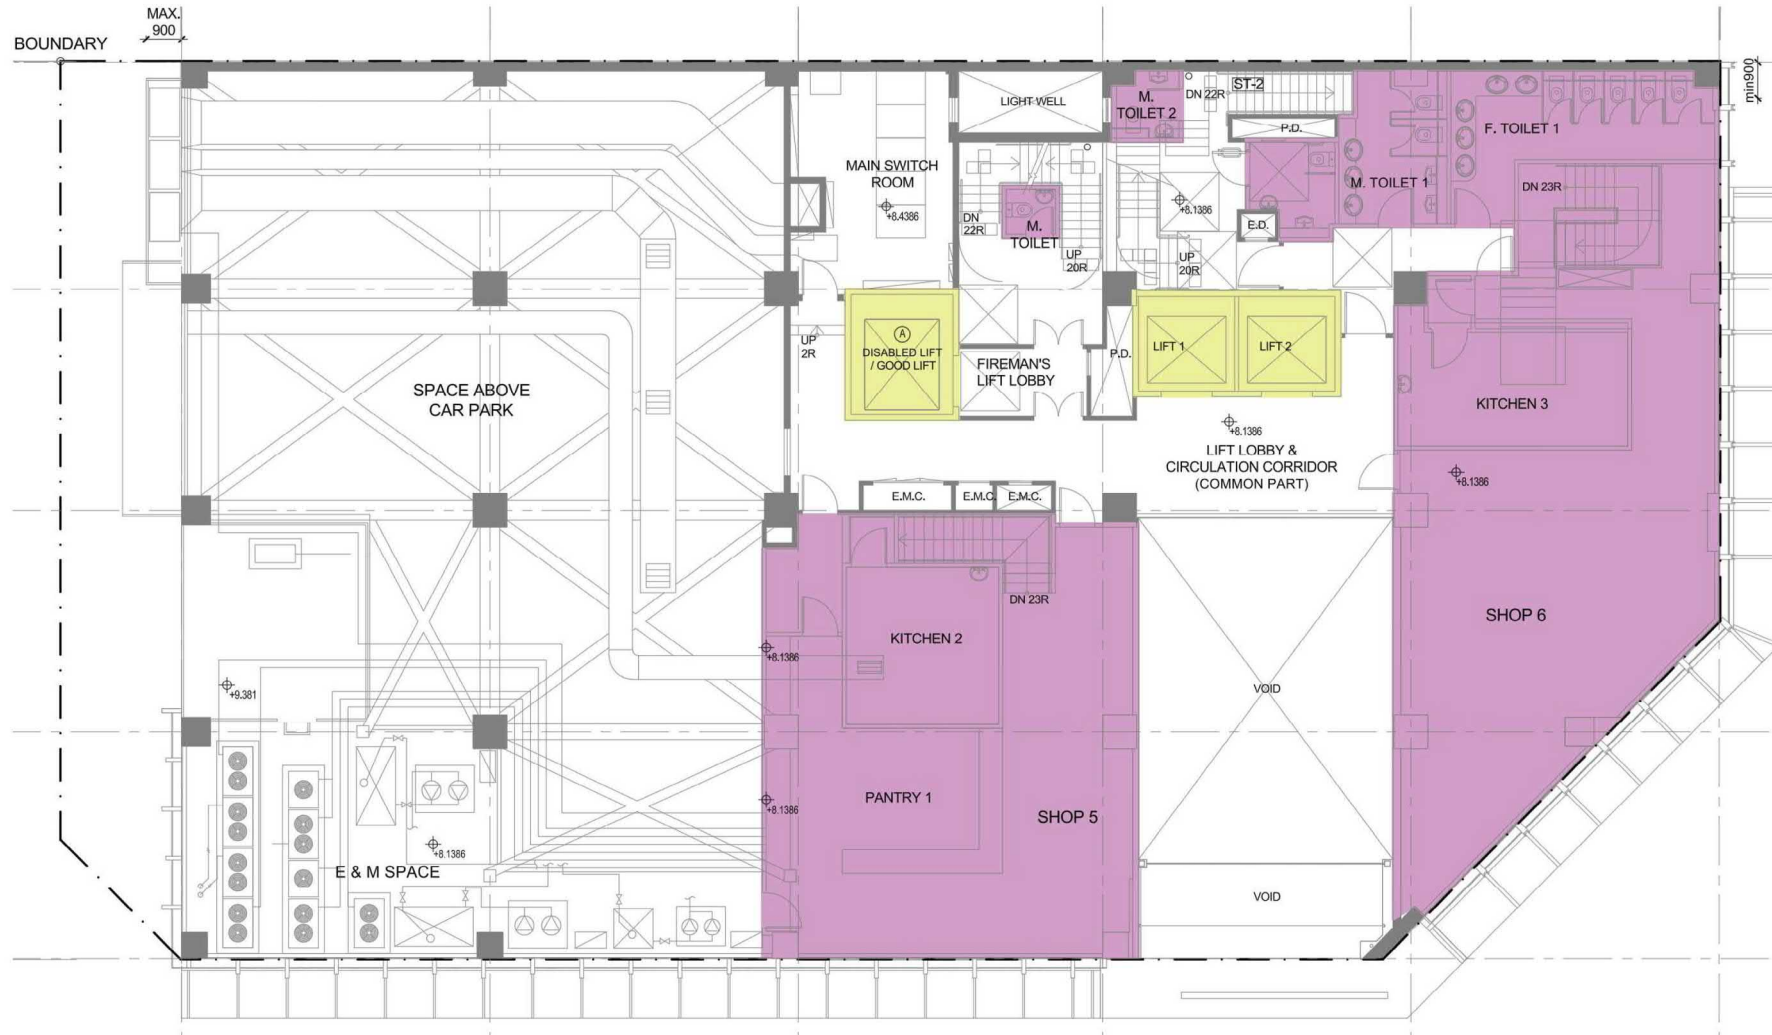 MAX.
900
BOUNDARY
min900
LIGHT WELL
M.
TOILET 2
DN 22R
ST-2
P.D.
F. TOILET 1
MAIN SWITCH
ROOM
+8.4386
DN
22R
M.
TOILET
UP
20R
+8.1386
UP
20R
E.D.
M. TOILET 1
DN 23R
UP
2R
A
DISABLED LIFT
/ GOOD LIFT
FIREMAN'S
LIFT LOBBY
P.D.
LIFT 1
LIFT 2
SPACE ABOVE
CAR PARK
KITCHEN 3
+8.1386
LIFT LOBBY &
CIRCULATION CORRIDOR
(COMMON PART)
+8.1386
E.M.C.
E.M.C.
E.M.C.
DN 23R
KITCHEN 2
SHOP 6
+8.1386
+9.381
VOID
PANTRY 1
+8.1386
SHOP 5
+8.1386
E & M SPACE
VOID